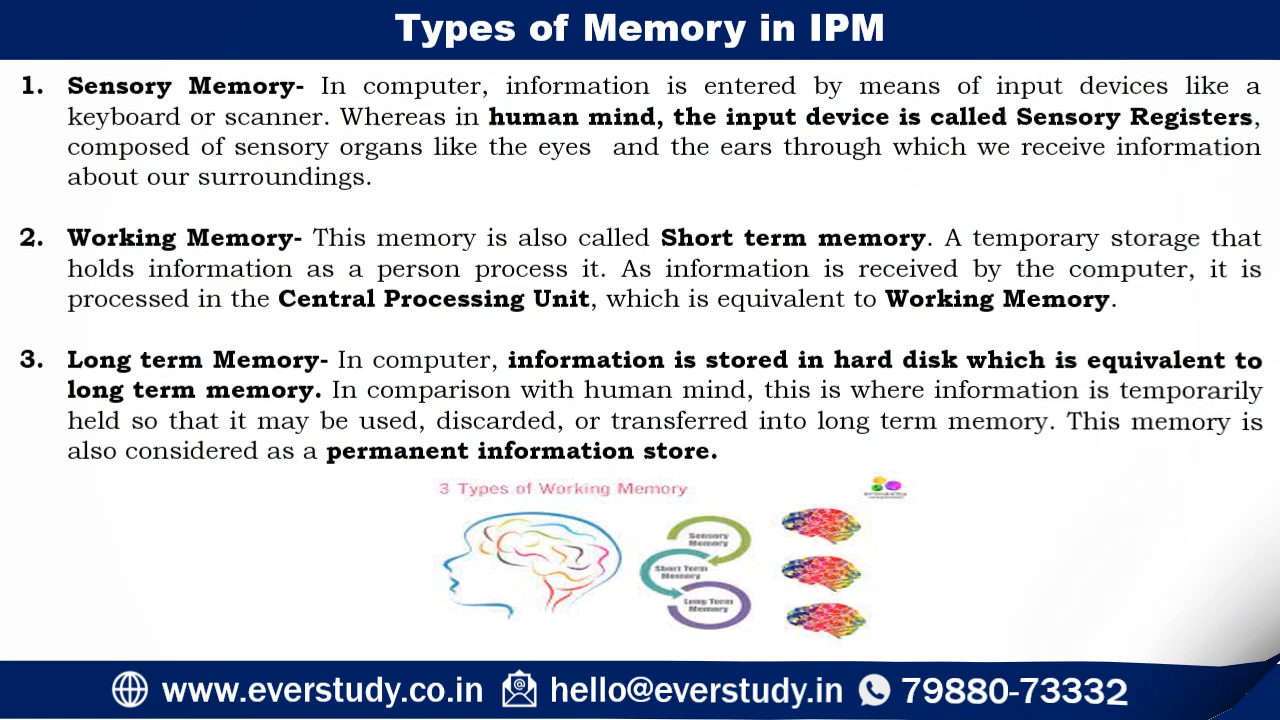 Types of Memory in IPM
1. Sensory Memory- In computer, information is entered by means of input devices like a
keyboard or scanner. Whereas in human mind, the input device is called Sensory Registers,
composed of sensory organs like the eyes and the ears through which we receive information
about our surroundings.
2. Working Memory- This memory is also called Short term memory. A temporary storage that
holds information as a person process it. As information is received by the computer, it is
processed in the Central Processing Unit, which is equivalent to Working Memory.
3. Long term Memory- In computer, information is stored in hard disk which is equivalent to
long term memory. In comparison with human mind, this is where information is temporarily
held so that it may be used, discarded, or transferred into long term memory. This memory is
also considered as a permanent information store.
3 Types of Working Memory
Sensory
Memory
Short Term
Memory
Long Term
Memory
www.everstudy.co.in hello@everstudy.in 79880-73332